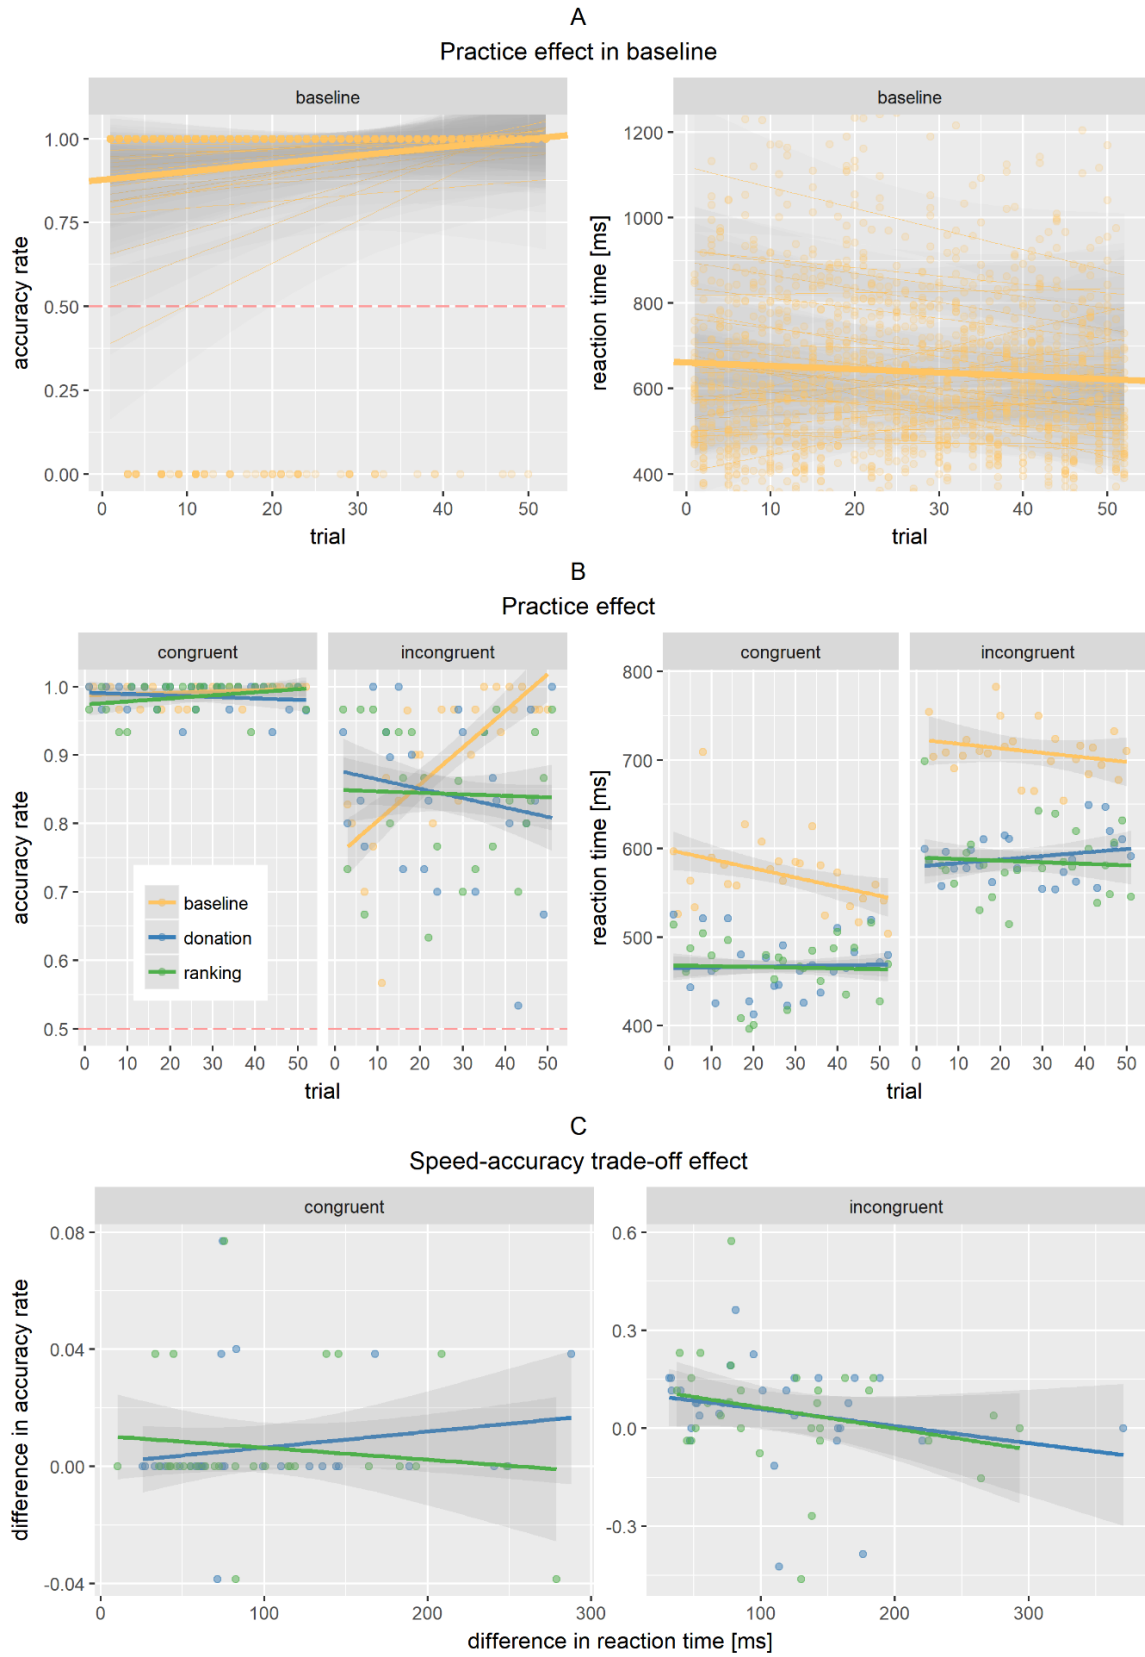 A
Practice effect in baseline
baseline
baseline
accuracy rate
1.00
0.75
0.50
0.25
0.00
0 10 20 30 40 50
trial
reaction time [ms]
1200
1000
800
600
400
0 10 20 30 40 50
trial
B
Practice effect
congruent
incongruent
accuracy rate
1.0
0.9
0.8
0.7
0.6
0.5
baseline
donation
ranking
0 10 20 30 40 50
0 10 20 30 40 50
trial
congruent
incongruent
reaction time [ms]
800
700
600
500
400
0 10 20 30 40 50
0 10 20 30 40 50
trial
C
Speed-accuracy trade-off effect
congruent
incongruent
difference in accuracy rate
0.08
0.04
0.00
-0.04
0 100 200 300
0.6
0.3
0.0
-0.3
100 200 300
difference in reaction time [ms]